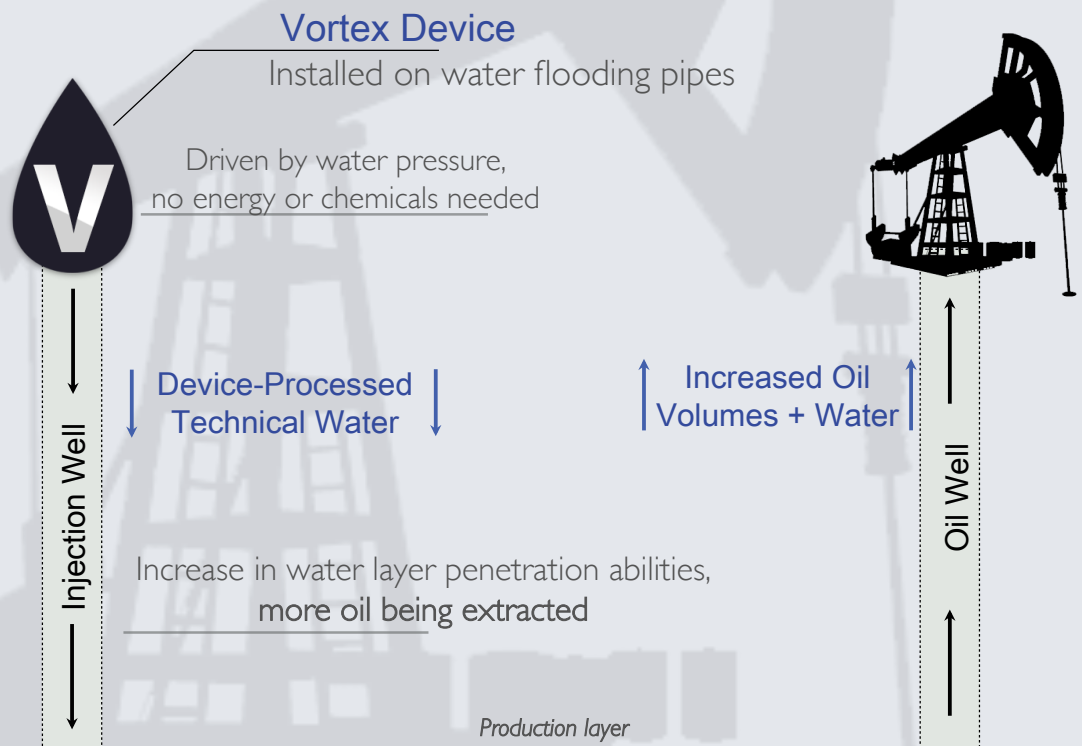 Vortex Device
Installed on water flooding pipes
V
Driven by water pressure,
no energy or chemicals needed
Device-Processed
Technical Water
Increased Oil
Volumes + Water
Injection Well
Oil Well
Increase in water layer penetration abilities,
more oil being extracted
Production layer